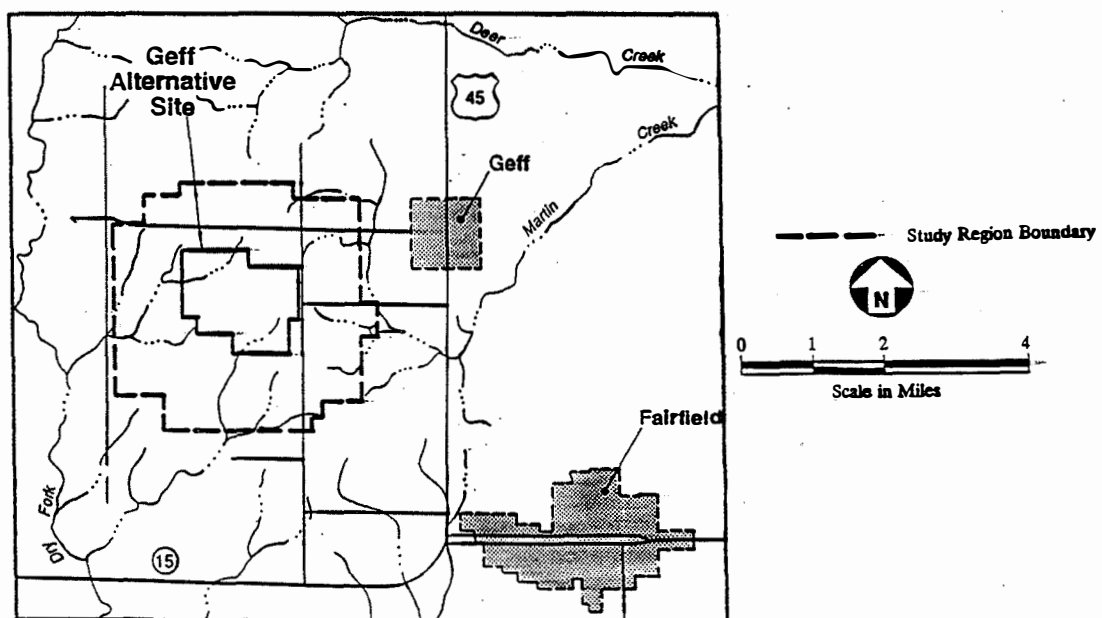 Deer
Creek
Geff
Alternative
Site
45
Creek
Geff
Martin
Study Region Boundary
N
0 1 2 4
Scale in Miles
Fairfield
Dry Fork
15